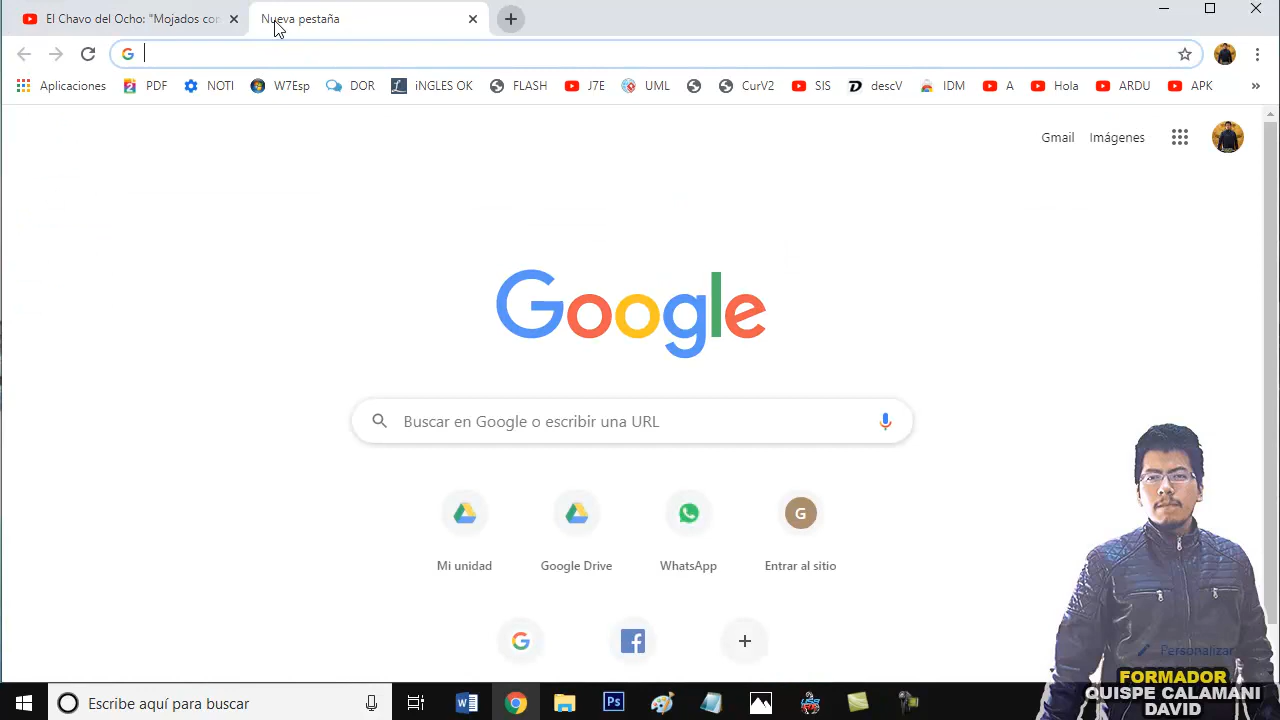 El Chavo del Ocho: "Mojados con
Nueva pestaña
Aplicaciones PDF NOTI W7Esp DOR iNGLES OK FLASH J7E UML CurV2 SIS descV IDM A Hola ARDU APK »
Gmail Imágenes
Google
Buscar en Google o escribir una URL
G
Mi unidad Google Drive WhatsApp Entrar al sitio
Personalizar
FORMADOR
QUISPE CALAMANI
DAVID
Escribe aquí para buscar